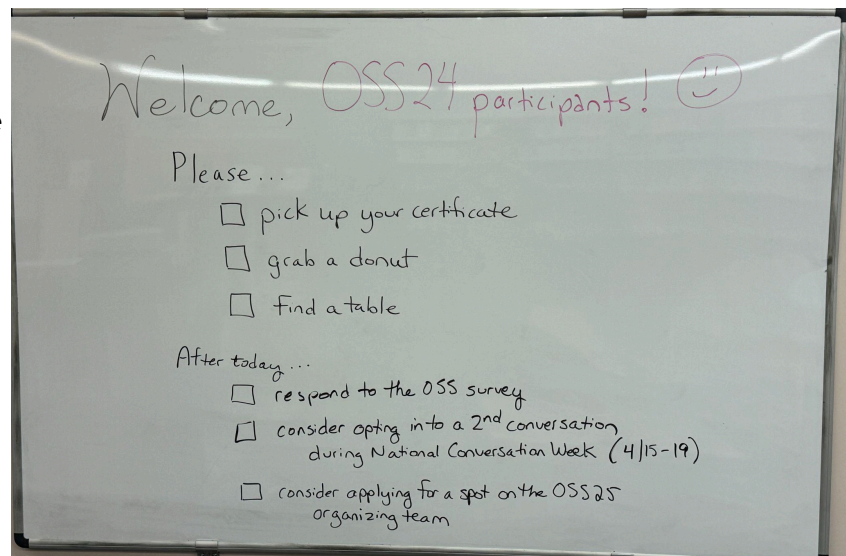 Welcome, OSS24 participants!
Please...
pick up your certificate
grab a donut
find a table
After today...
respond to the OSS survey
consider opting into a 2nd conversation
during National Conversation Week (4/15-19)
consider applying for a spot on the OSS25
organizing team